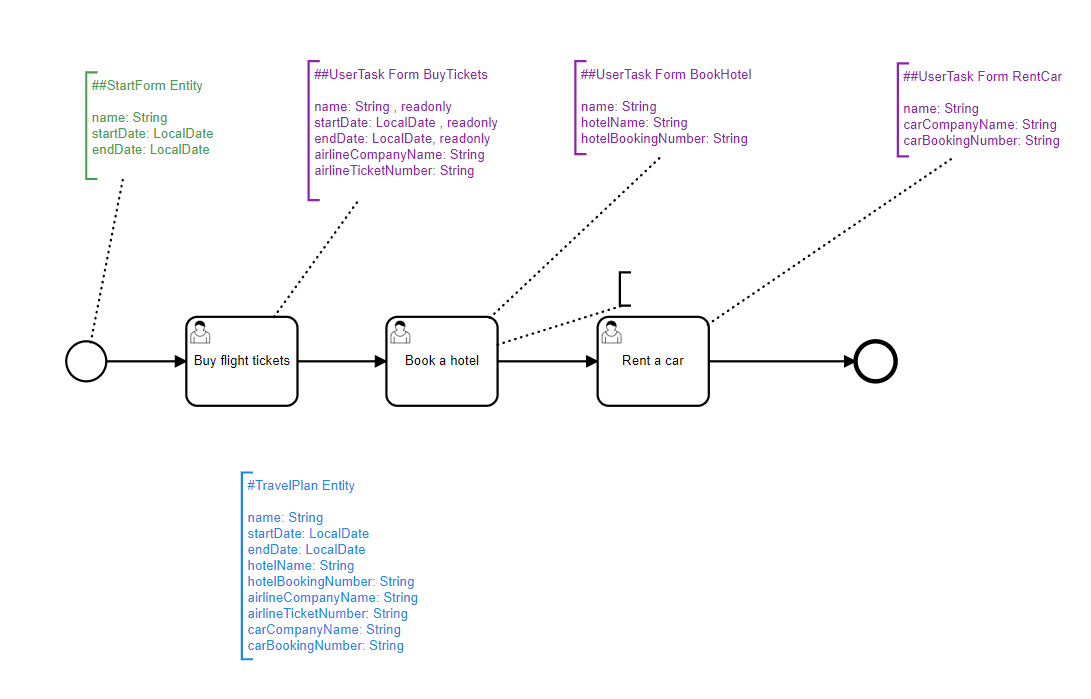 ##StartForm Entity
name: String
startDate: LocalDate
endDate: LocalDate
##UserTask Form BuyTickets
name: String , readonly
startDate: LocalDate , readonly
endDate: LocalDate, readonly
airlineCompanyName: String
airlineTicketNumber: String
##UserTask Form BookHotel
name: String
hotelName: String
hotelBookingNumber: String
##UserTask Form RentCar
name: String
carCompanyName: String
carBookingNumber: String
Buy flight tickets
Book a hotel
Rent a car
#TravelPlan Entity
name: String
startDate: LocalDate
endDate: LocalDate
hotelName: String
hotelBookingNumber: String
airlineCompanyName: String
airlineTicketNumber: String
carCompanyName: String
carBookingNumber: String